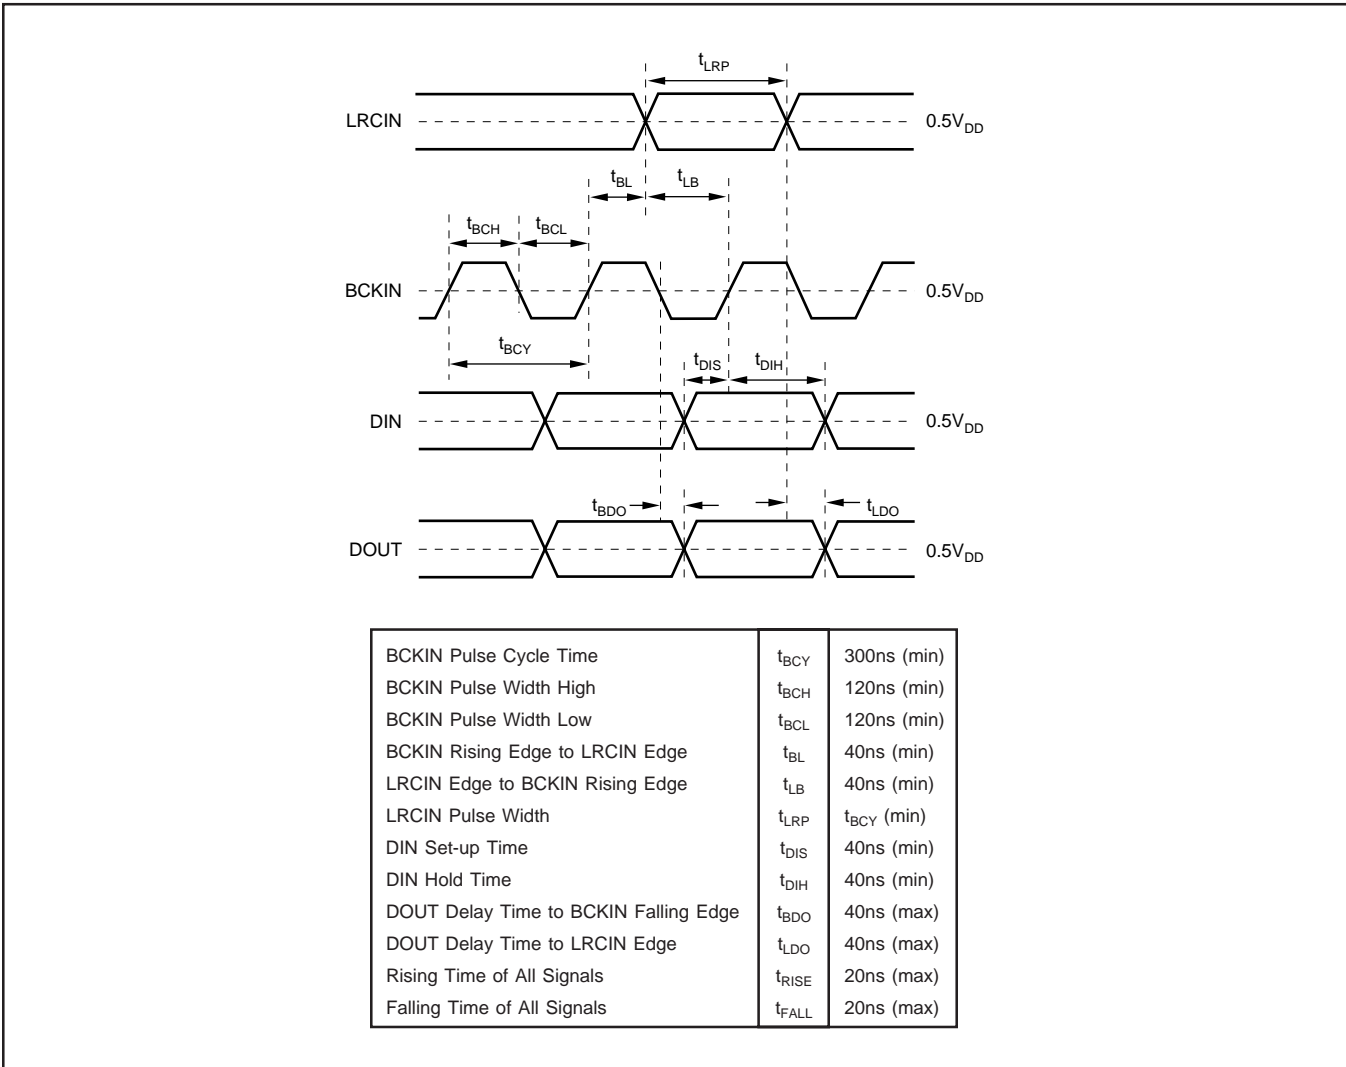 tLRP
LRCIN 0.5VDD
tBL tLB
tBCH tBCL
BCKIN 0.5VDD
tBCY tDIS tDIH
DIN 0.5VDD
tBDO tLDO
DOUT 0.5VDD
BCKIN Pulse Cycle Time tBCY 300ns (min)
BCKIN Pulse Width High tBCH 120ns (min)
BCKIN Pulse Width Low tBCL 120ns (min)
BCKIN Rising Edge to LRCIN Edge tBL 40ns (min)
LRCIN Edge to BCKIN Rising Edge tLB 40ns (min)
LRCIN Pulse Width tLRP tBCY (min)
DIN Set-up Time tDIS 40ns (min)
DIN Hold Time tDIH 40ns (min)
DOUT Delay Time to BCKIN Falling Edge tBDO 40ns (max)
DOUT Delay Time to LRCIN Edge tLDO 40ns (max)
Rising Time of All Signals tRISE 20ns (max)
Falling Time of All Signals tFALL 20ns (max)